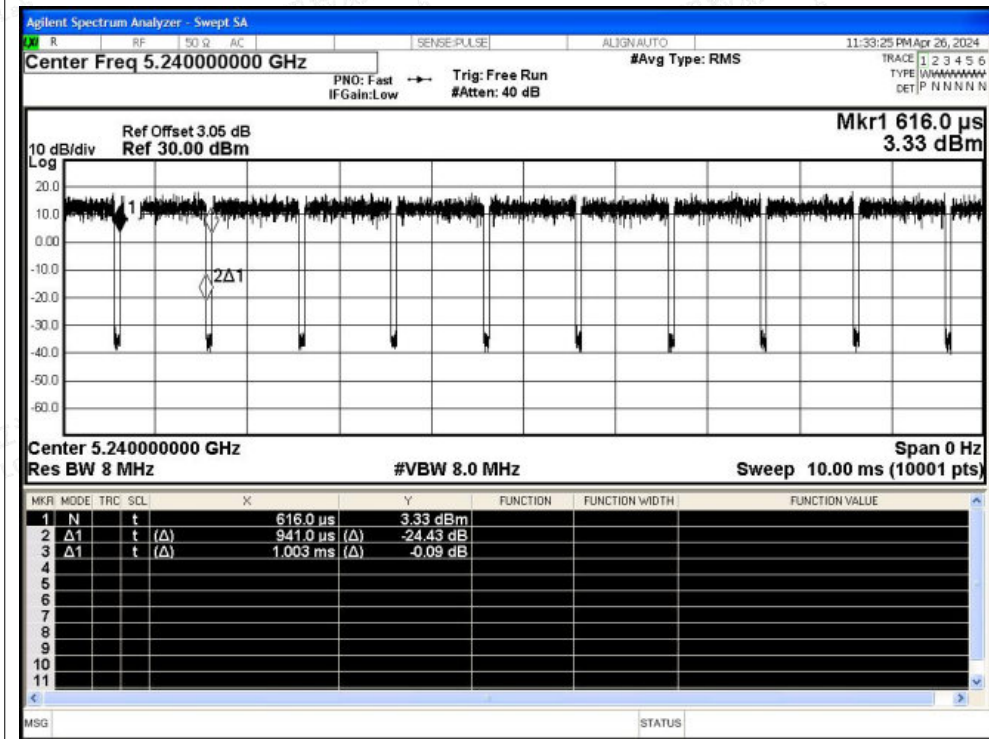 Agilent Spectrum Analyzer - Swept SA
LXI R RF 50 Ω AC SENSE:PULSE ALIGNAUTO 11:33:25 PM Apr 26, 2024
Center Freq 5.240000000 GHz #Avg Type: RMS TRACE 1 2 3 4 5 6
PNO: Fast Trig: Free Run TYPE
IFGain:Low #Atten: 40 dB DET P N N N N N
Mkr1 616.0 µs
Ref Offset 3.05 dB
10 dB/div Ref 30.00 dBm 3.33 dBm
Log
20.0
10.0
1
0.00
-10.0
2Δ1
-20.0
-30.0
-40.0
-50.0
-60.0
Center 5.240000000 GHz Span 0 Hz
Res BW 8 MHz #VBW 8.0 MHz Sweep 10.00 ms (10001 pts)
MKR MODE TRC SCL X Y FUNCTION FUNCTION WIDTH FUNCTION VALUE
1 N t 616.0 µs 3.33 dBm
2 Δ1 t (Δ) 941.0 µs (Δ) -24.43 dB
3 Δ1 t (Δ) 1.003 ms (Δ) -0.09 dB
4
5
6
7
8
9
10
11
MSG STATUS